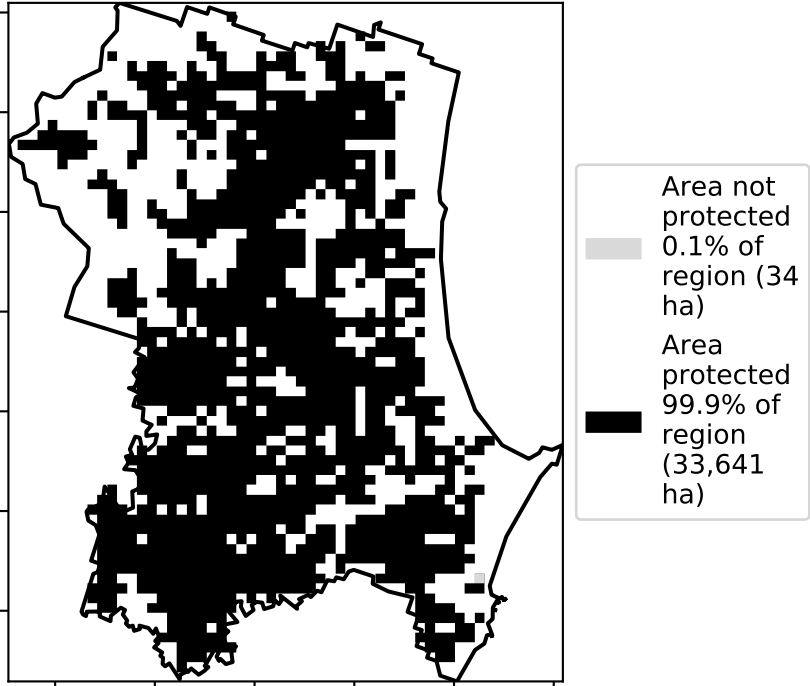 Area not
protected
0.1% of
region (34
ha)
Area
protected
99.9% of
region
(33,641
ha)